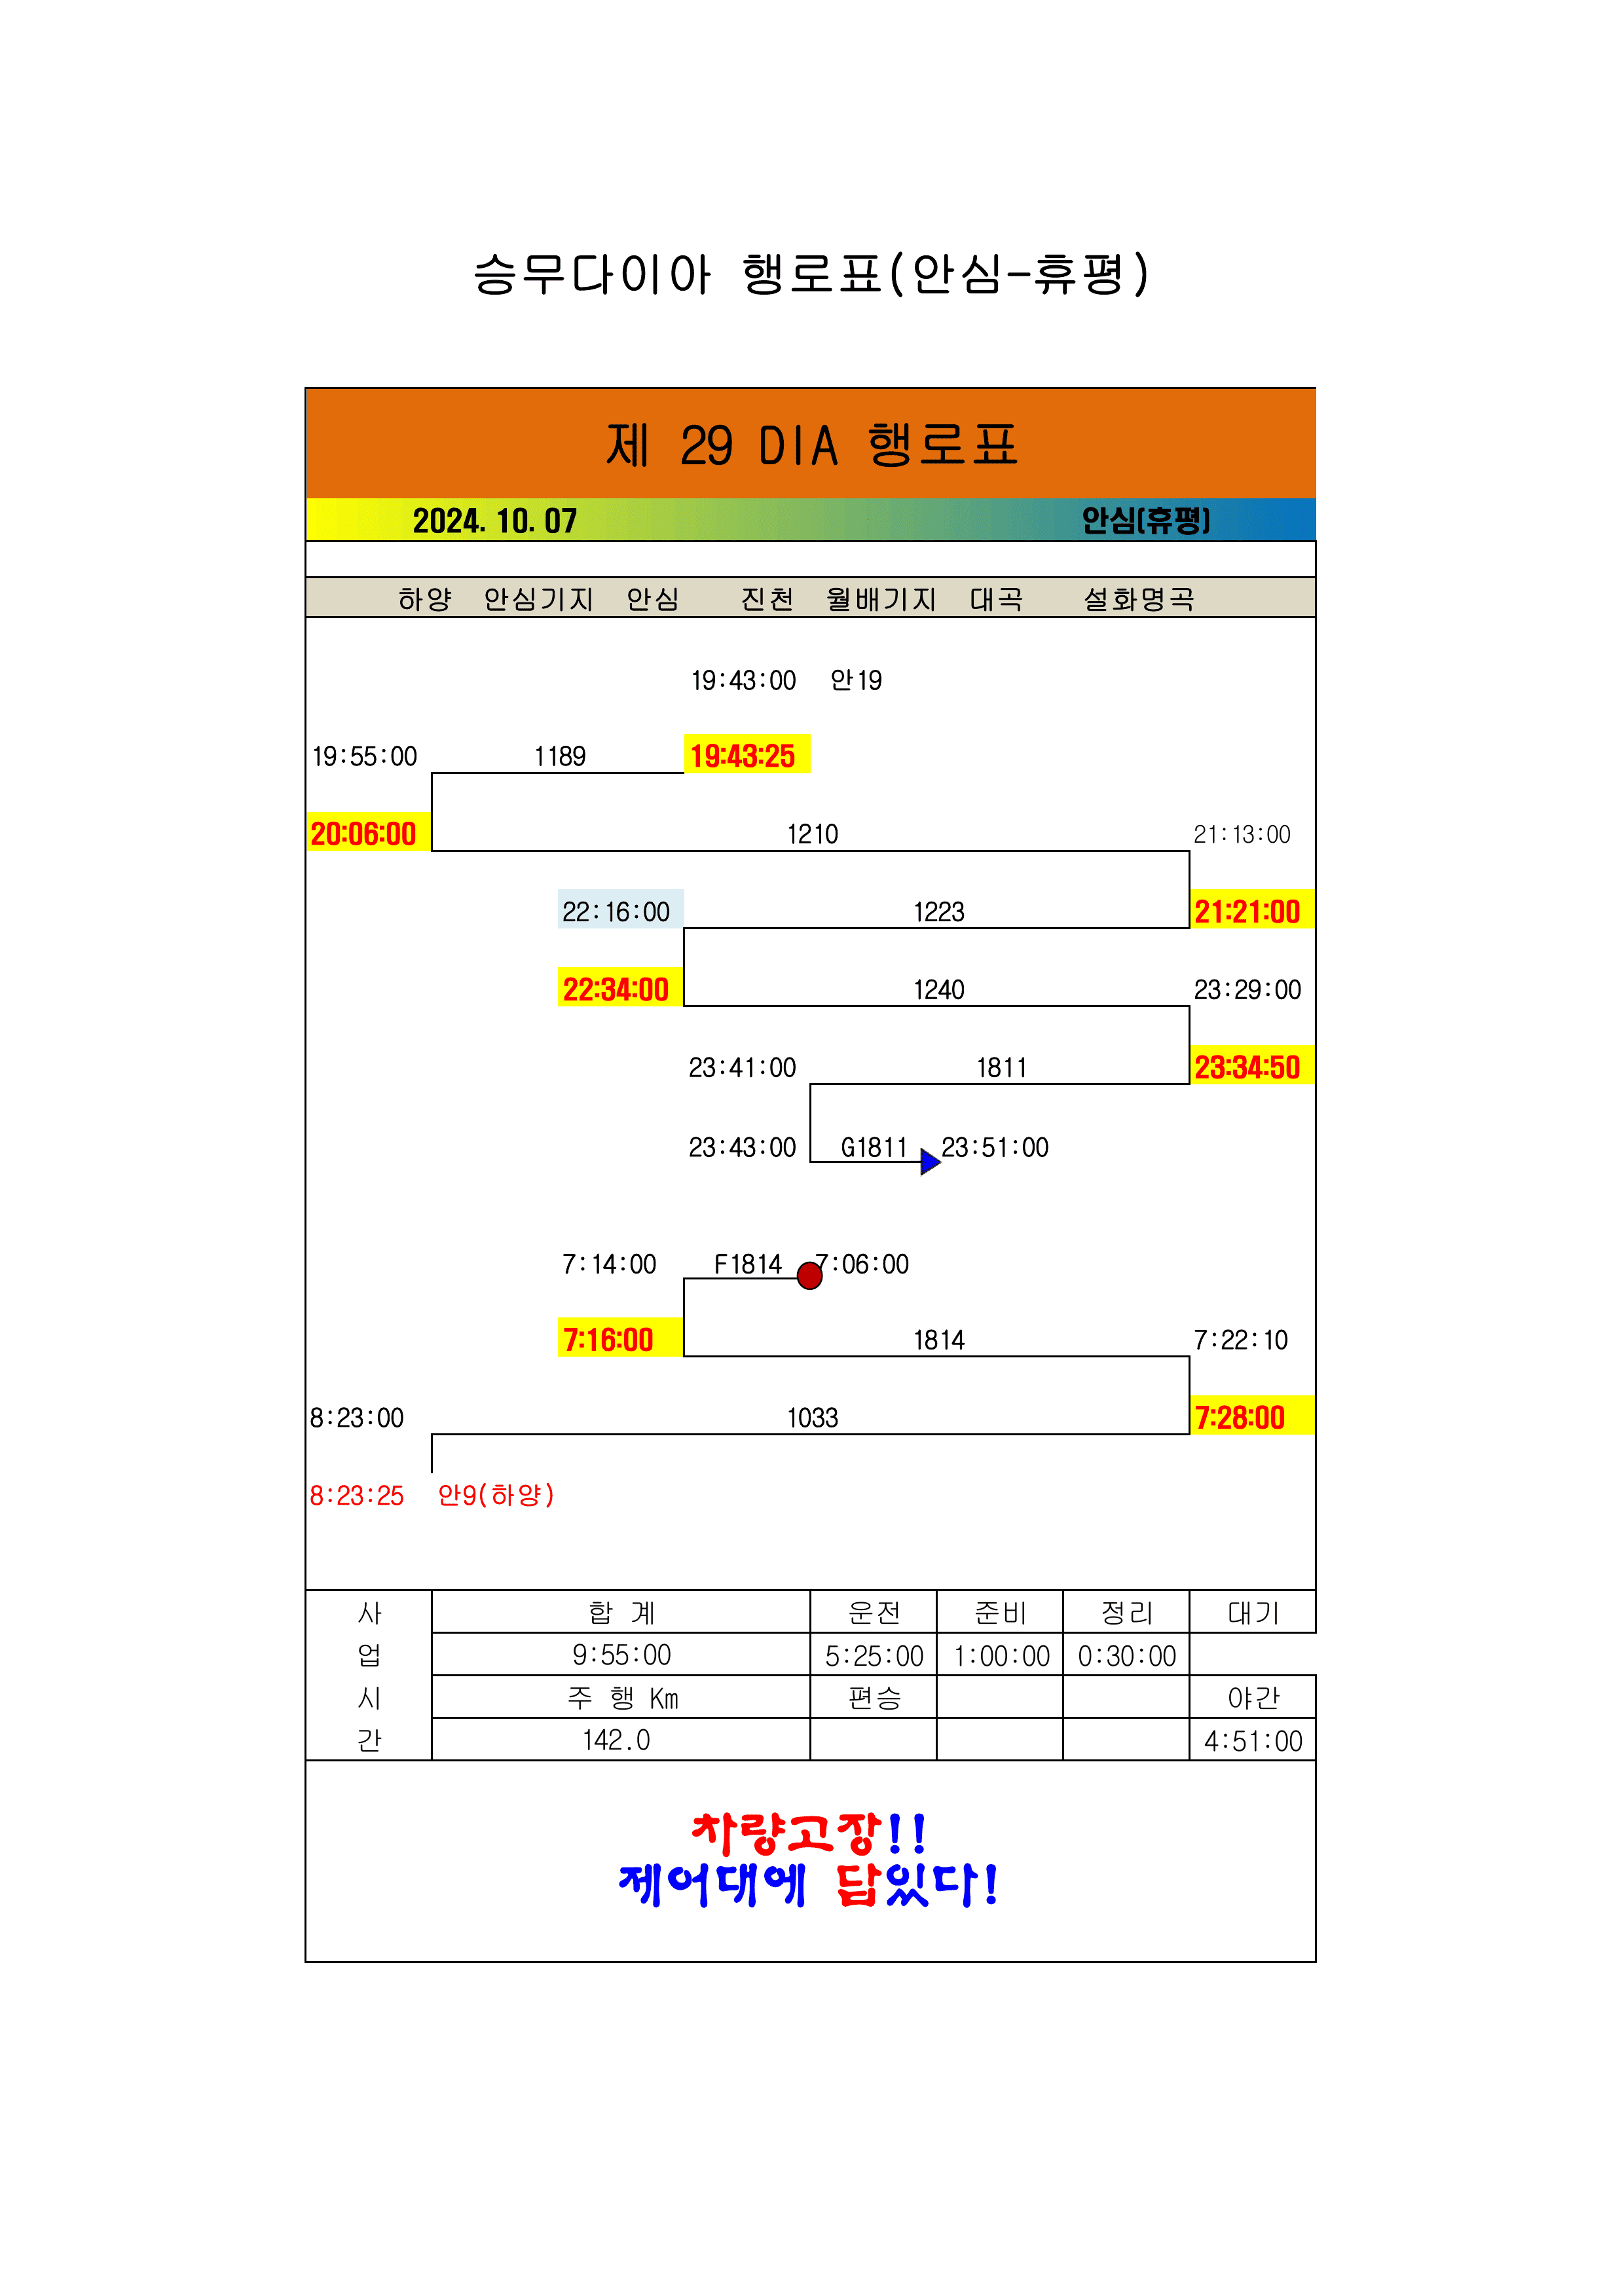 승무다이아 행로표(안심-휴평)
제 29 DIA 행로표
2024. 10. 07 안심(휴평)
하양 안심기지 안심 진천 월배기지 대곡 설화명곡
19:43:00 안19
19:55:00 1189 19:43:25
20:06:00 1210 21:13:00
22:16:00 1223 21:21:00
22:34:00 1240 23:29:00
23:41:00 1811 23:34:50
23:43:00 G1811 23:51:00
7:14:00 F1814 7:06:00
7:16:00 1814 7:22:10
8:23:00 1033 7:28:00
8:23:25 안9(하양)
사 합 계 운전 준비 정리 대기
업 9:55:00 5:25:00 1:00:00 0:30:00
시 주 행 Km 편승 야간
간 142.0 4:51:00
차량고장!!
제어대에 답있다!